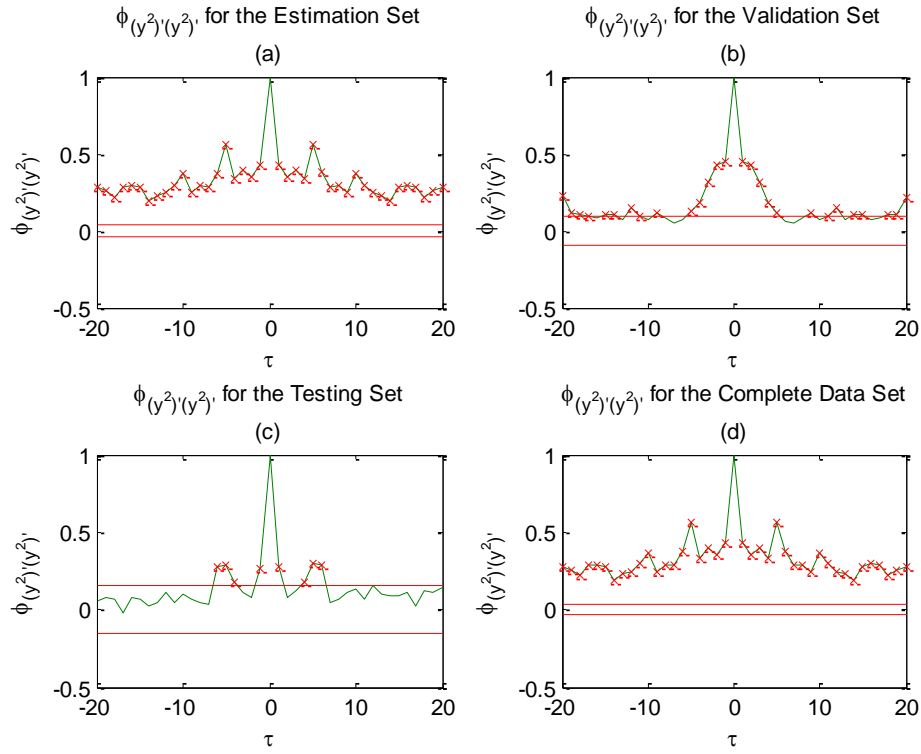 ϕ(y²)'(y²)' for the Estimation Set
(a)
1
0.5
0
-0.5
-20
-10
0
10
20
τ
ϕ(y²)'(y²)'
ϕ(y²)'(y²)' for the Validation Set
(b)
1
0.5
0
-0.5
-20
-10
0
10
20
τ
ϕ(y²)'(y²)'
ϕ(y²)'(y²)' for the Testing Set
(c)
1
0.5
0
-0.5
-20
-10
0
10
20
τ
ϕ(y²)'(y²)'
ϕ(y²)'(y²)' for the Complete Data Set
(d)
1
0.5
0
-0.5
-20
-10
0
10
20
τ
ϕ(y²)'(y²)'